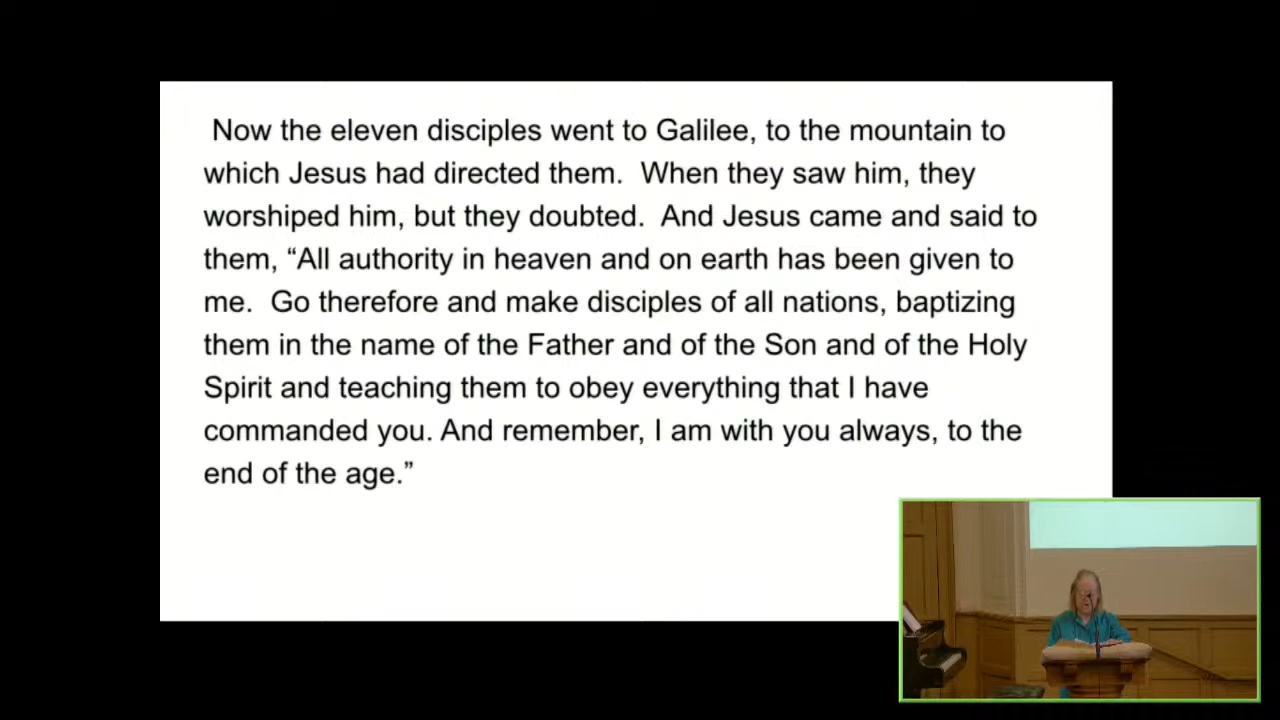 Now the eleven disciples went to Galilee, to the mountain to
which Jesus had directed them.  When they saw him, they
worshiped him, but they doubted.  And Jesus came and said to
them, “All authority in heaven and on earth has been given to
me.  Go therefore and make disciples of all nations, baptizing
them in the name of the Father and of the Son and of the Holy
Spirit and teaching them to obey everything that I have
commanded you. And remember, I am with you always, to the
end of the age.”